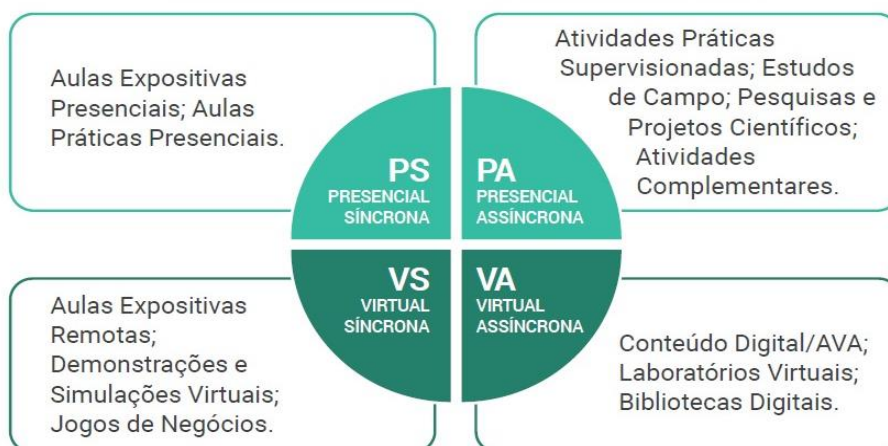 Aulas Expositivas
Presenciais; Aulas
Práticas Presenciais.
Atividades Práticas
Supervisionadas; Estudos
de Campo; Pesquisas e
Projetos Científicos;
Atividades
Complementares.
PS
PRESENCIAL
SÍNCRONA
PA
PRESENCIAL
ASSÍNCRONA
VS
VIRTUAL
SÍNCRONA
VA
VIRTUAL
ASSÍNCRONA
Aulas Expositivas
Remotas;
Demonstrações e
Simulações Virtuais;
Jogos de Negócios.
Conteúdo Digital/AVA;
Laboratórios Virtuais;
Bibliotecas Digitais.